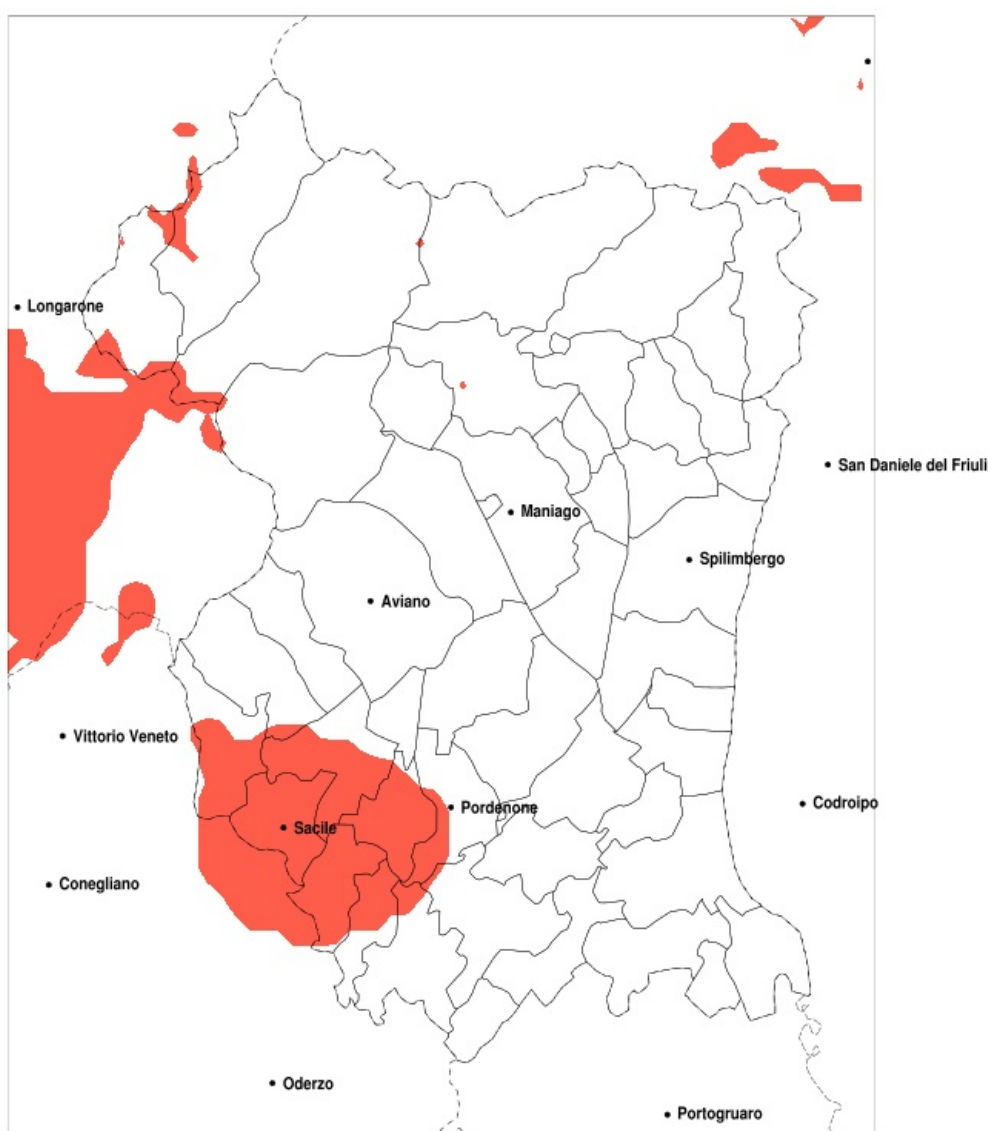 Longarone
San Daniele del Friuli
Maniago
Spilimbergo
Aviano
Vittorio Veneto
Codroipo
Pordenone
Sacile
Conegliano
Oderzo
Portogruaro